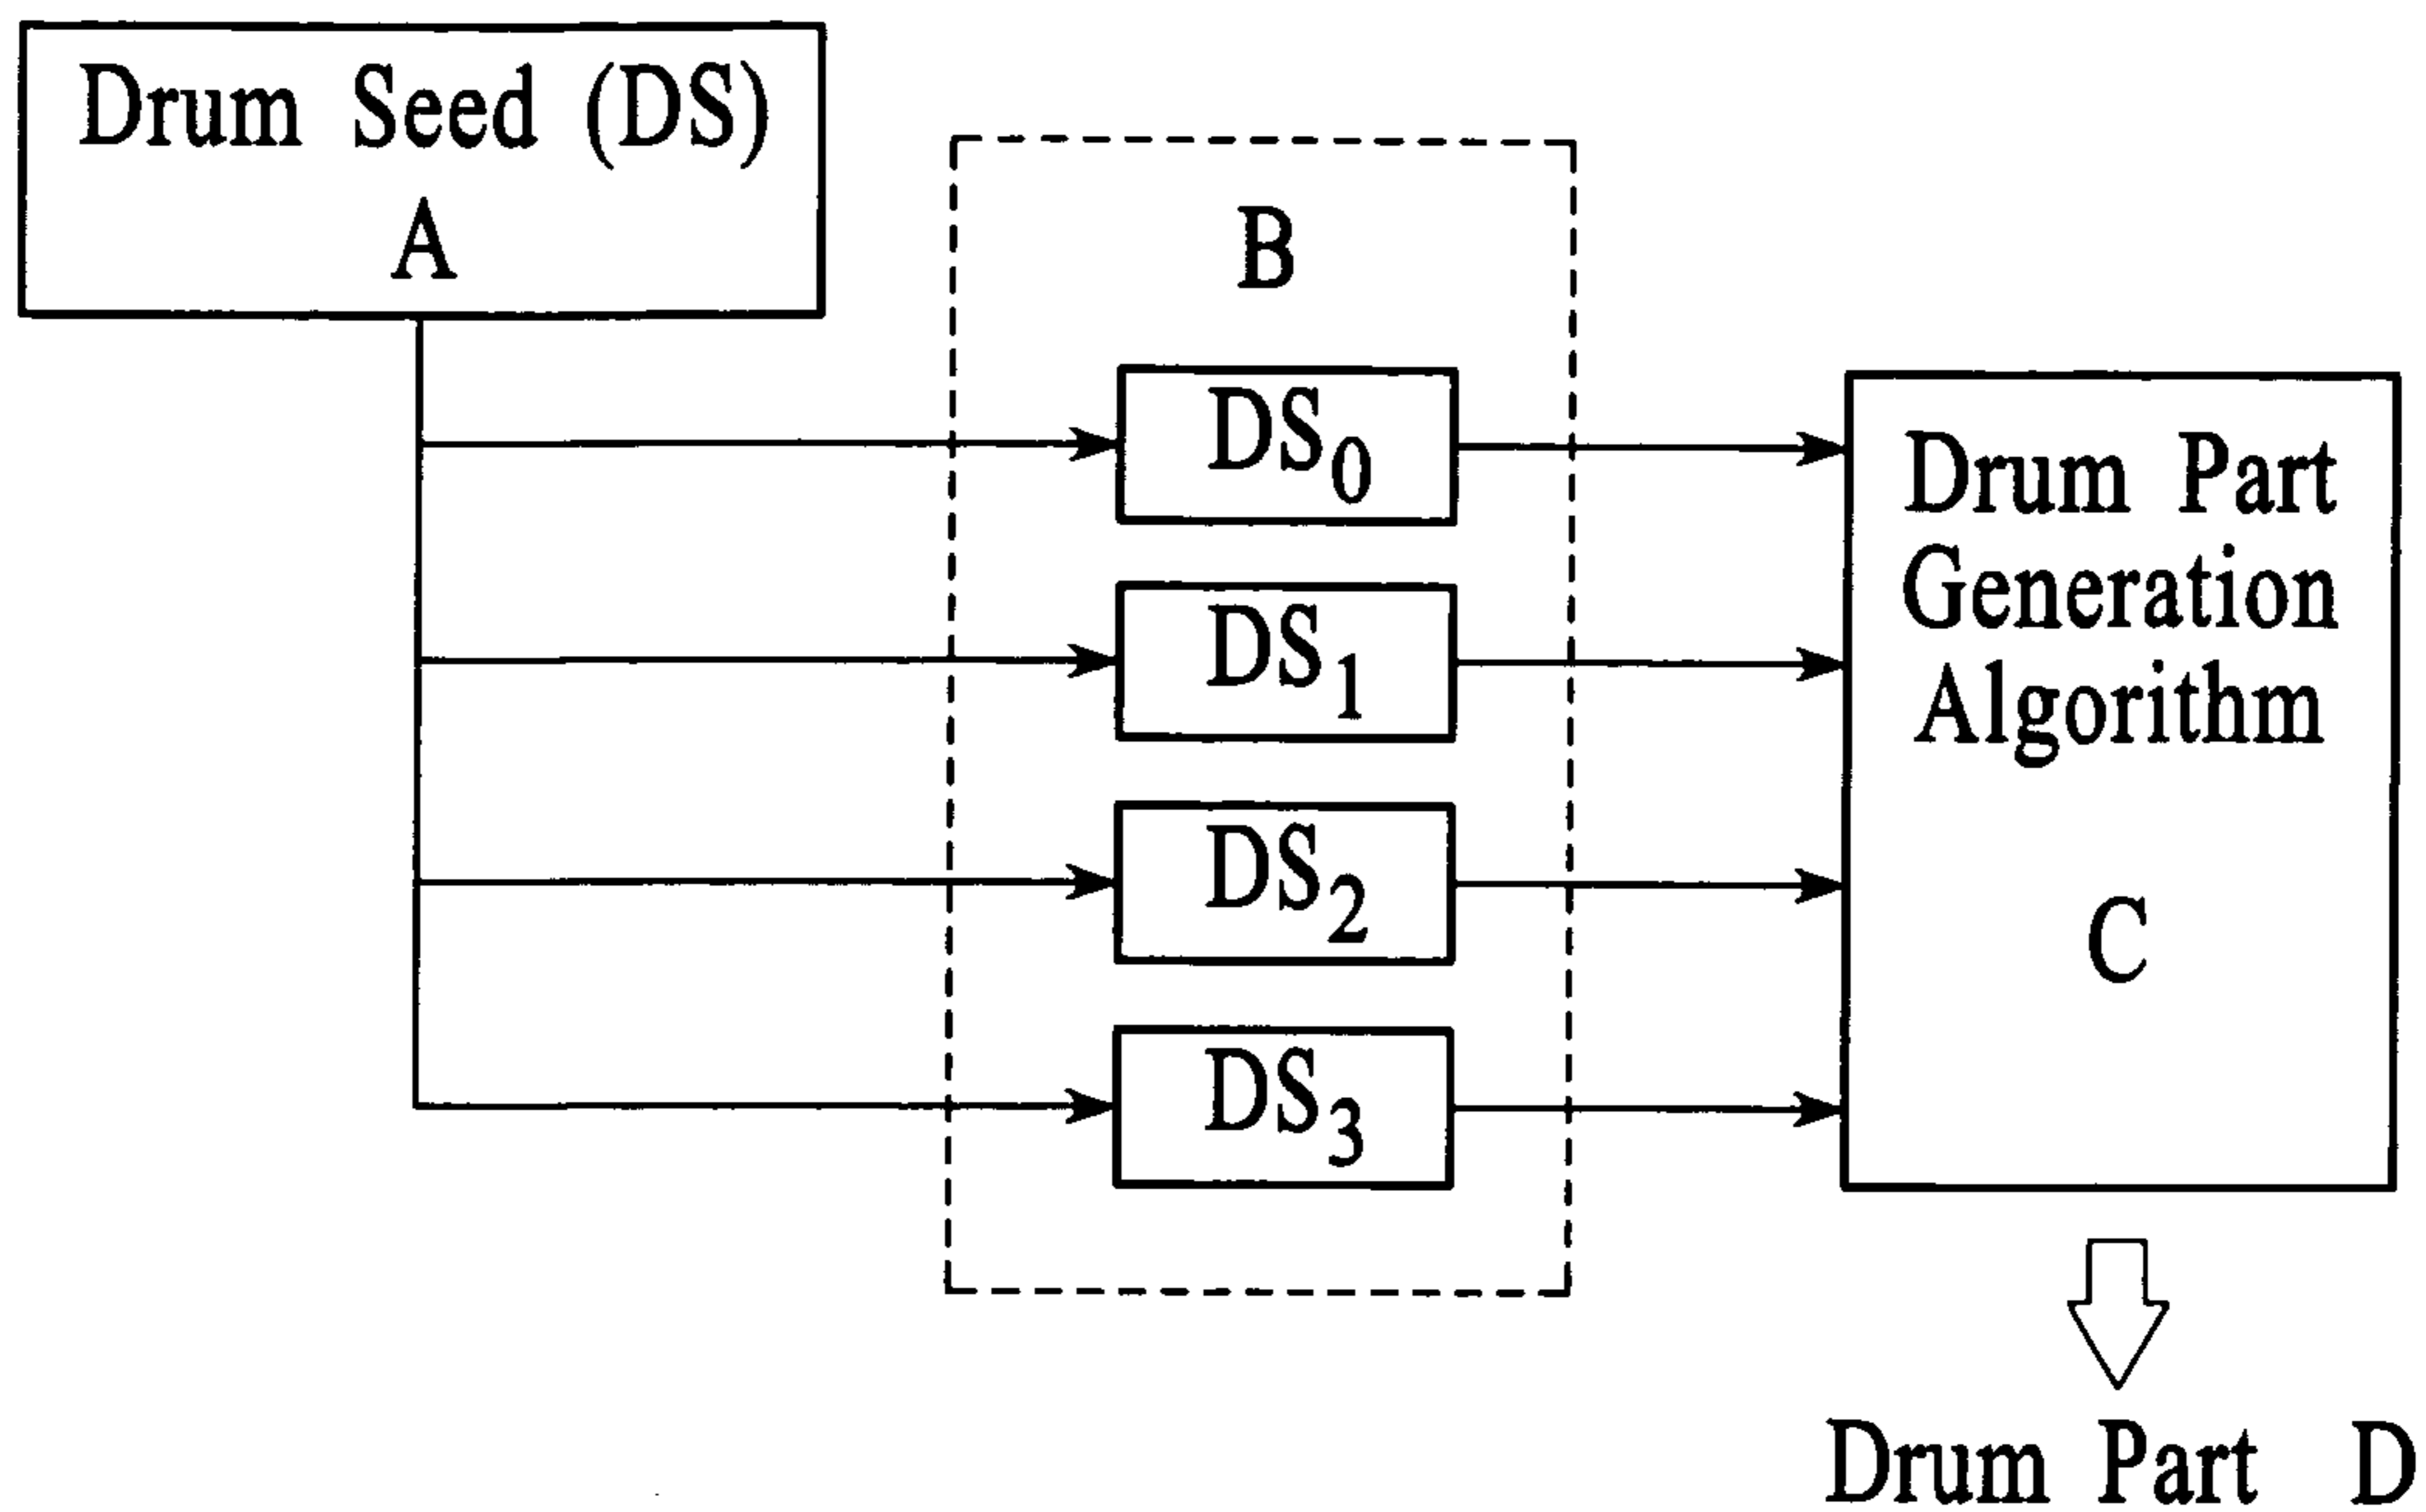 Drum Seed (DS)
A
B
DS0
DS1
DS2
DS3
Drum Part
Generation
Algorithm
C
Drum Part D